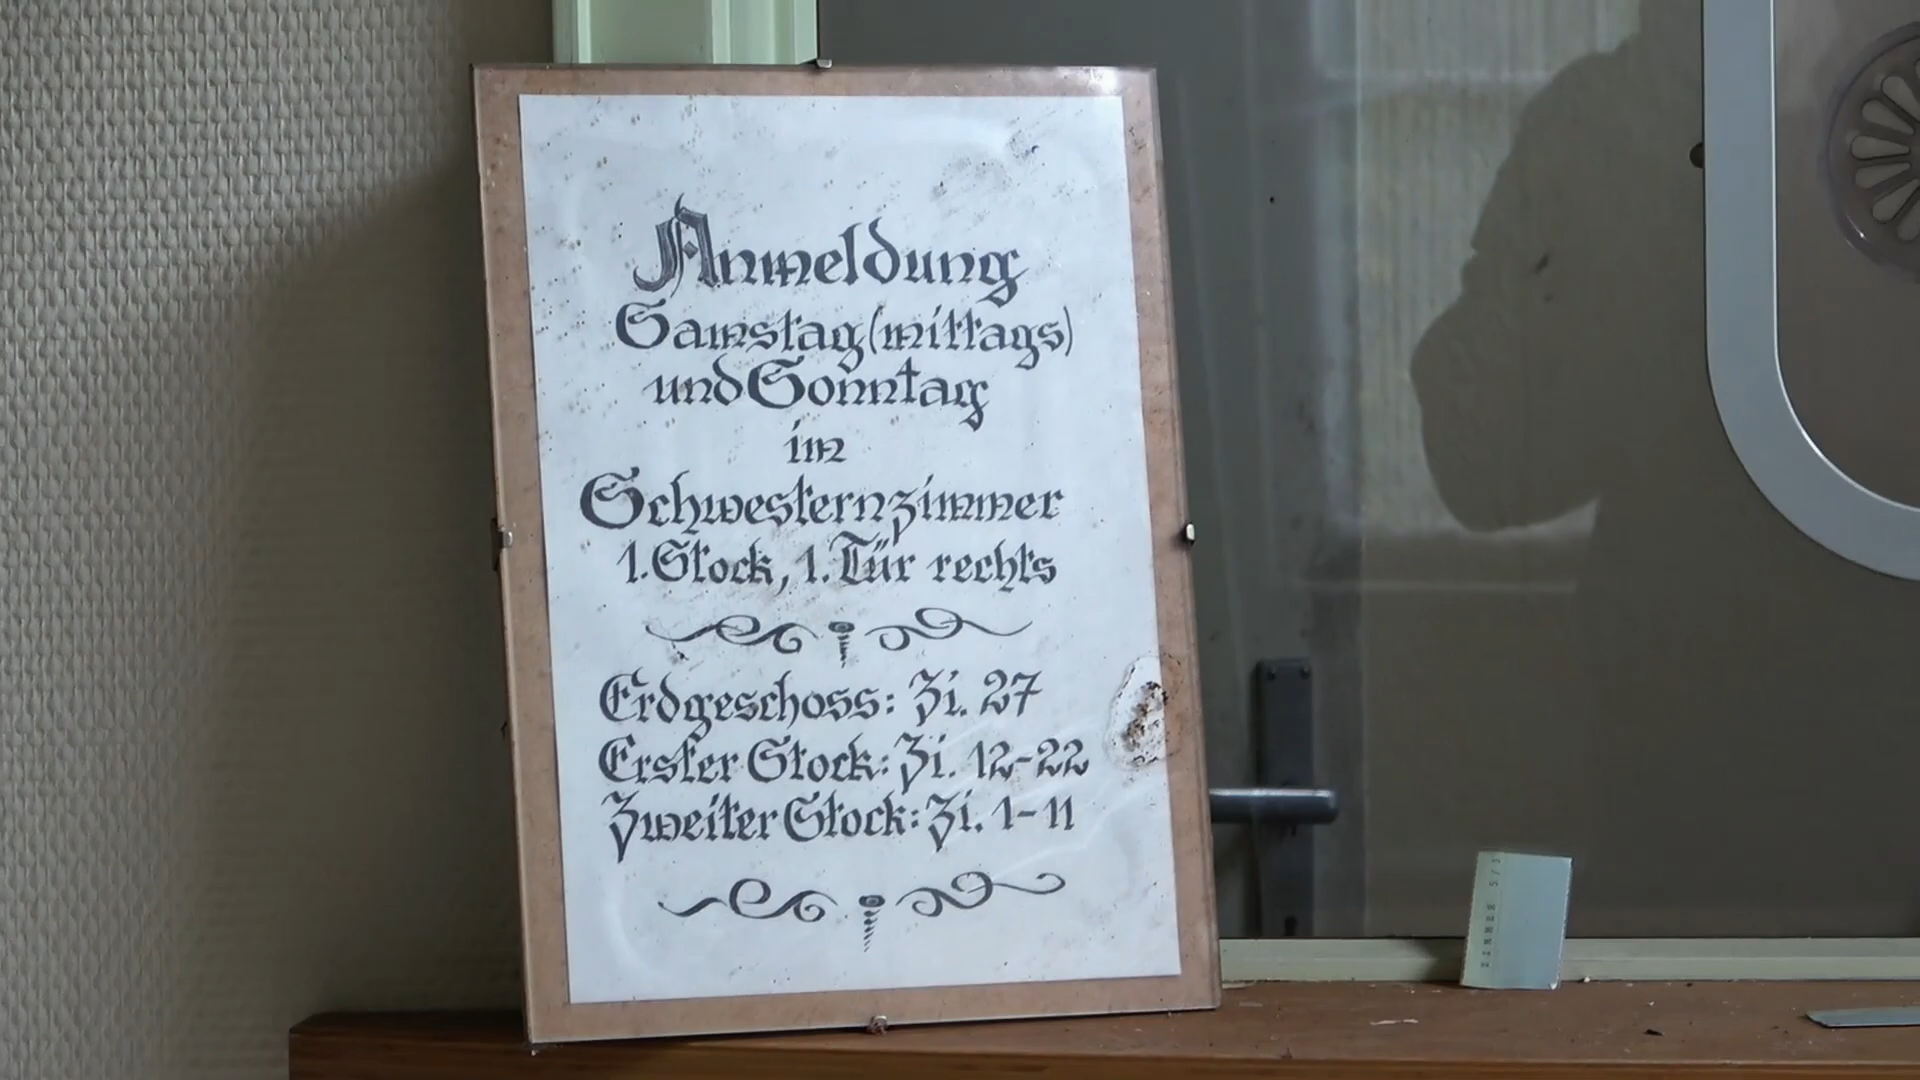 Anmeldung
Samstag (mittags)
und Sonntag
im
Schwesternzimmer
1. Stock, 1. Tür rechts
Erdgeschoss: Zi. 27
Erster Stock: Zi. 12-22
Zweiter Stock: Zi. 1-11